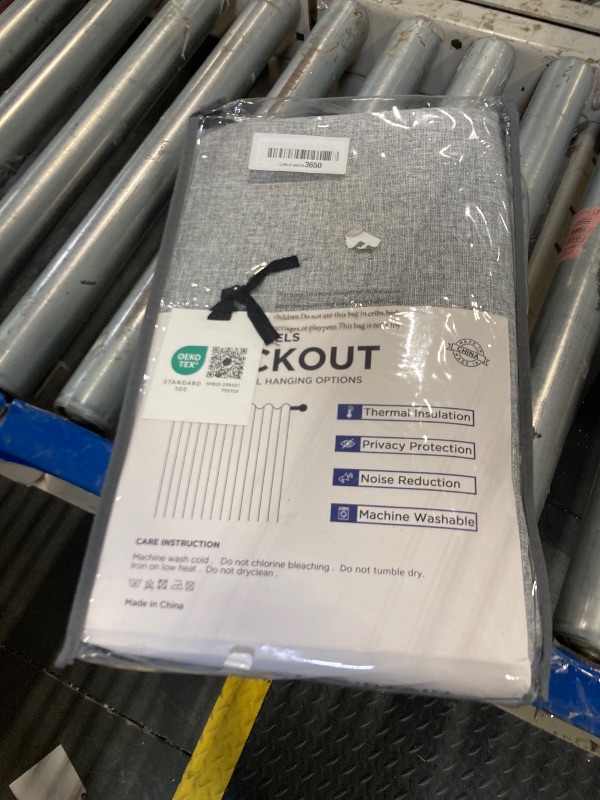 3650
children. Do not use this bag in cribs, beds,
carriages, or playpens. This bag is not a toy
ELS
CKOUT
MADE IN
CHINA
L HANGING OPTIONS
OEKO
TEX®
STANDARD
100
TESTEX
Thermal Insulation
Privacy Protection
Noise Reduction
Machine Washable
CARE INSTRUCTION
Machine wash cold . Do not chlorine bleaching . Do not tumble dry.
Iron on low heat . Do not dryclean .
Made in China